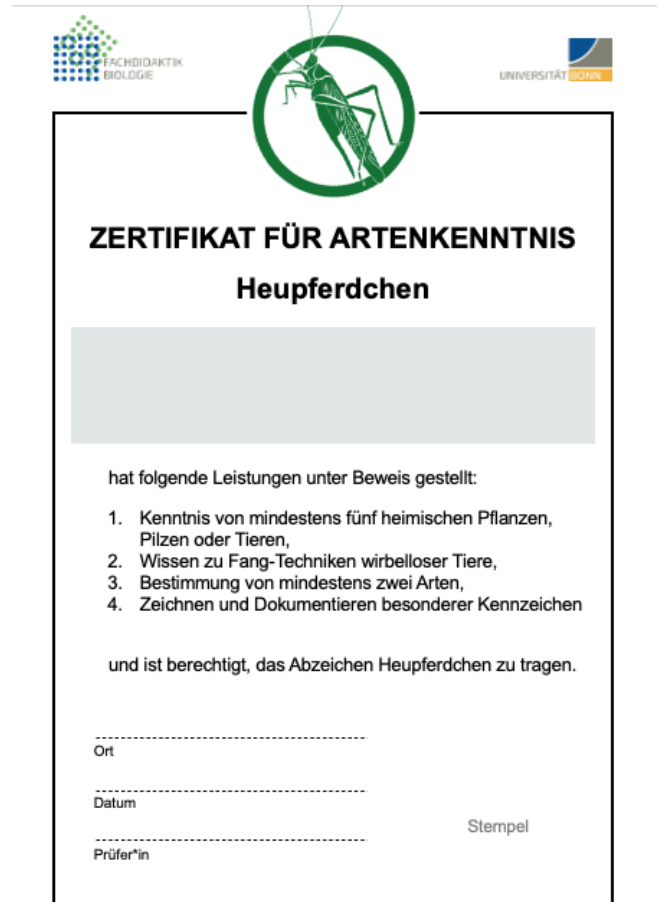 FACHDIDAKTIK
BIOLOGIE
UNIVERSITÄT BONN
ZERTIFIKAT FÜR ARTENKENNTNIS
Heupferdchen
hat folgende Leistungen unter Beweis gestellt:
1. Kenntnis von mindestens fünf heimischen Pflanzen,
Pilzen oder Tieren,
2. Wissen zu Fang-Techniken wirbelloser Tiere,
3. Bestimmung von mindestens zwei Arten,
4. Zeichnen und Dokumentieren besonderer Kennzeichen
und ist berechtigt, das Abzeichen Heupferdchen zu tragen.
Ort
Datum
Stempel
Prüfer*in